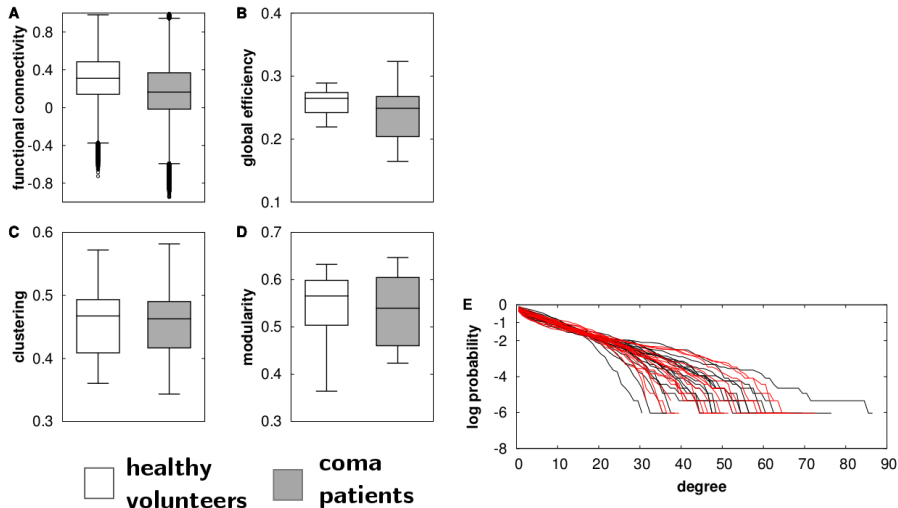 A
functional connectivity
0.8
0.4
0
-0.4
-0.8
B
global efficiency
0.4
0.3
0.2
0.1
C
clustering
0.6
0.5
0.4
0.3
D
modularity
0.7
0.6
0.5
0.4
0.3
E
log probability
0
-1
-2
-4
-6
-8
0 10 20 30 40 50 60 70 80 90
degree
healthy
volunteers
coma
patients